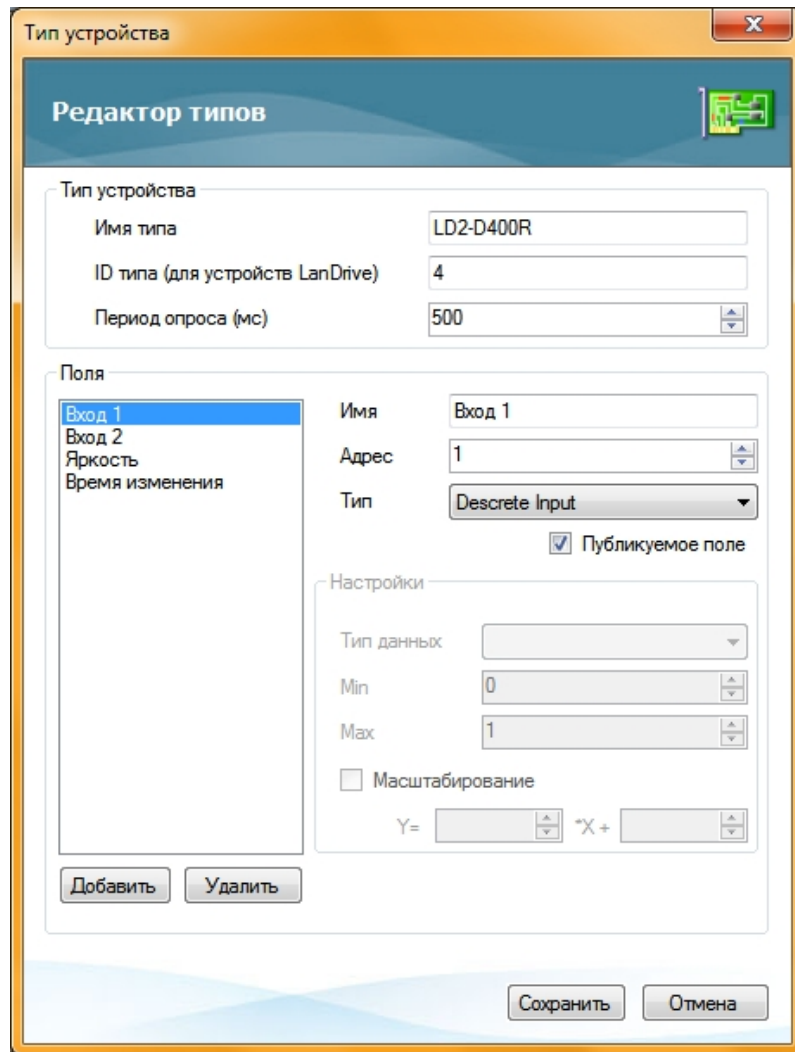 Тип устройства
Редактор типов
Тип устройства
Имя типа LD2-D400R
ID типа (для устройств LanDrive) 4
Период опроса (мс) 500
Поля
Вход 1
Вход 2
Яркость
Время изменения
Имя Вход 1
Адрес 1
Тип Descrete Input
Публикуемое поле
Настройки
Тип данных
Min 0
Max 1
Масштабирование
Y= *X +
Добавить Удалить
Сохранить Отмена